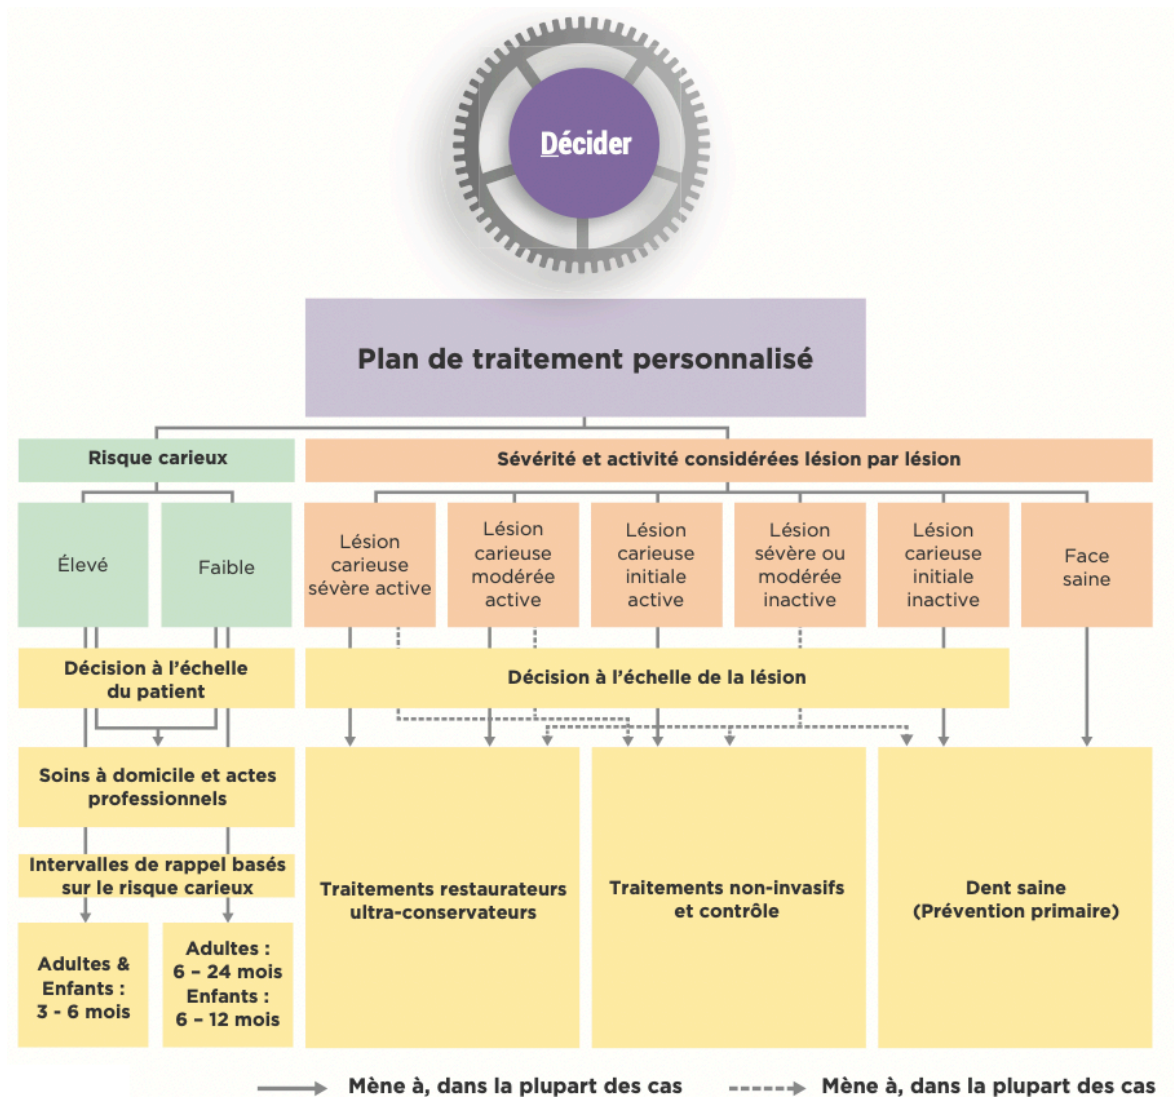 Décider
Plan de traitement personnalisé
Risque carieux
Sévérité et activité considérées lésion par lésion
Élevé
Faible
Lésion
carieuse
sévère active
Lésion
carieuse
modérée
active
Lésion
carieuse
initiale
active
Lésion
sévère ou
modérée
inactive
Lésion
carieuse
initiale
inactive
Face
saine
Décision à l'échelle
du patient
Décision à l'échelle de la lésion
Soins à domicile et actes
professionnels
Intervalles de rappel basés
sur le risque carieux
Adultes &
Enfants :
3 - 6 mois
Adultes :
6 – 24 mois
Enfants :
6 – 12 mois
Traitements restaurateurs
ultra-conservateurs
Traitements non-invasifs
et contrôle
Dent saine
(Prévention primaire)
Mène à, dans la plupart des cas
Mène à, dans la plupart des cas